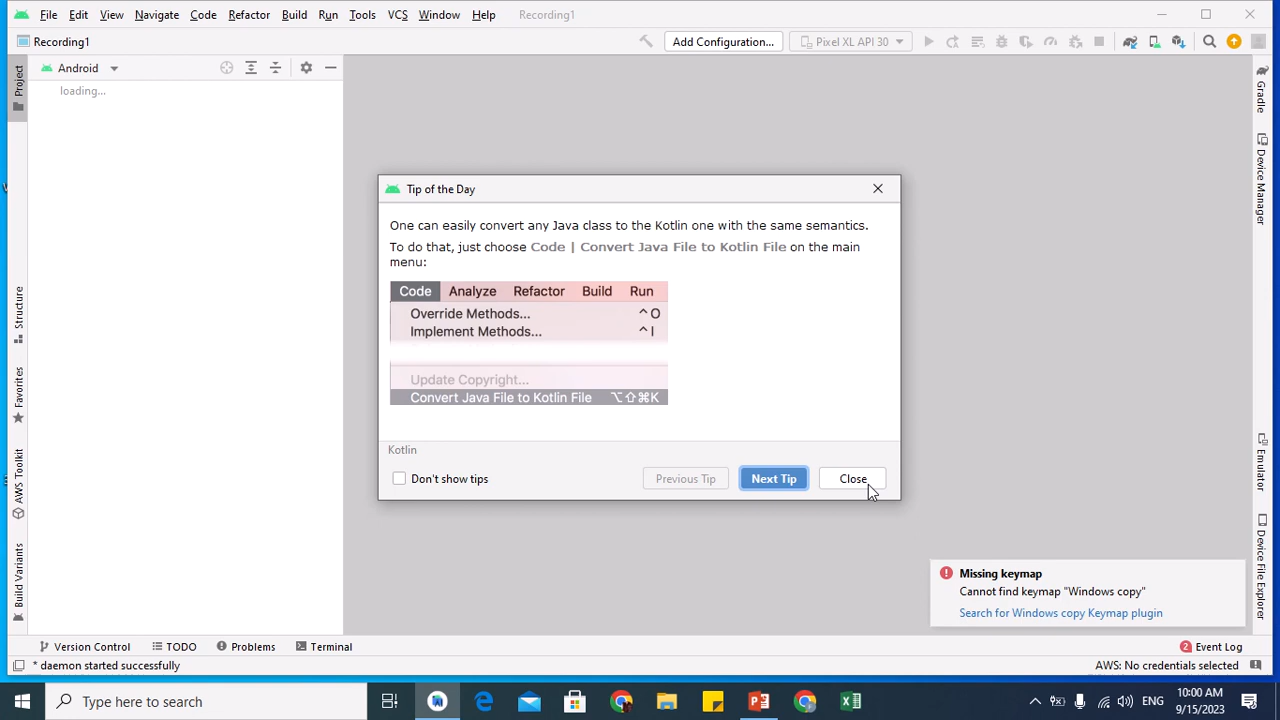 File Edit View Navigate Code Refactor Build Run Tools VCS Window Help Recording1
Recording1 Add Configuration... Pixel XL API 30
Project
Android
loading...
Structure
Favorites
AWS Toolkit
Build Variants
Tip of the Day
One can easily convert any Java class to the Kotlin one with the same semantics.
To do that, just choose Code | Convert Java File to Kotlin File on the main
menu:
Code Analyze Refactor Build Run
Override Methods... ^O
Implement Methods... ^I
Update Copyright...
Convert Java File to Kotlin File ⌥⇧⌘K
Kotlin
Don't show tips Previous Tip Next Tip Close
Gradle
Device Manager
Emulator
Device File Explorer
Missing keymap
Cannot find keymap "Windows copy"
Search for Windows copy Keymap plugin
Version Control TODO Problems Terminal 2 Event Log
* daemon started successfully AWS: No credentials selected
Type here to search ENG 10:00 AM
9/15/2023